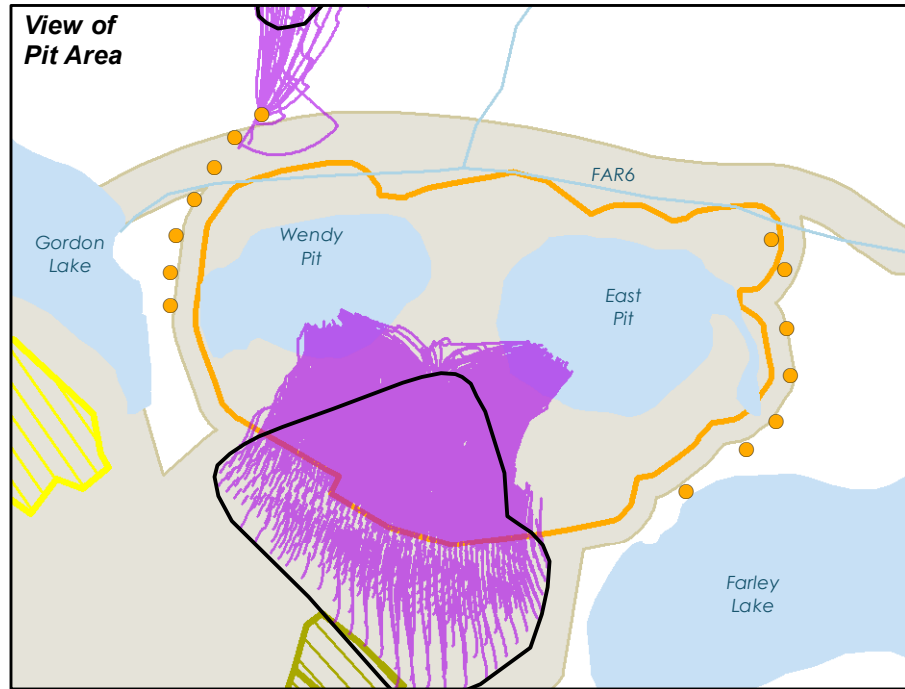 View of
Pit Area
FAR6
Gordon
Lake
Wendy
Pit
East
Pit
Farley
Lake